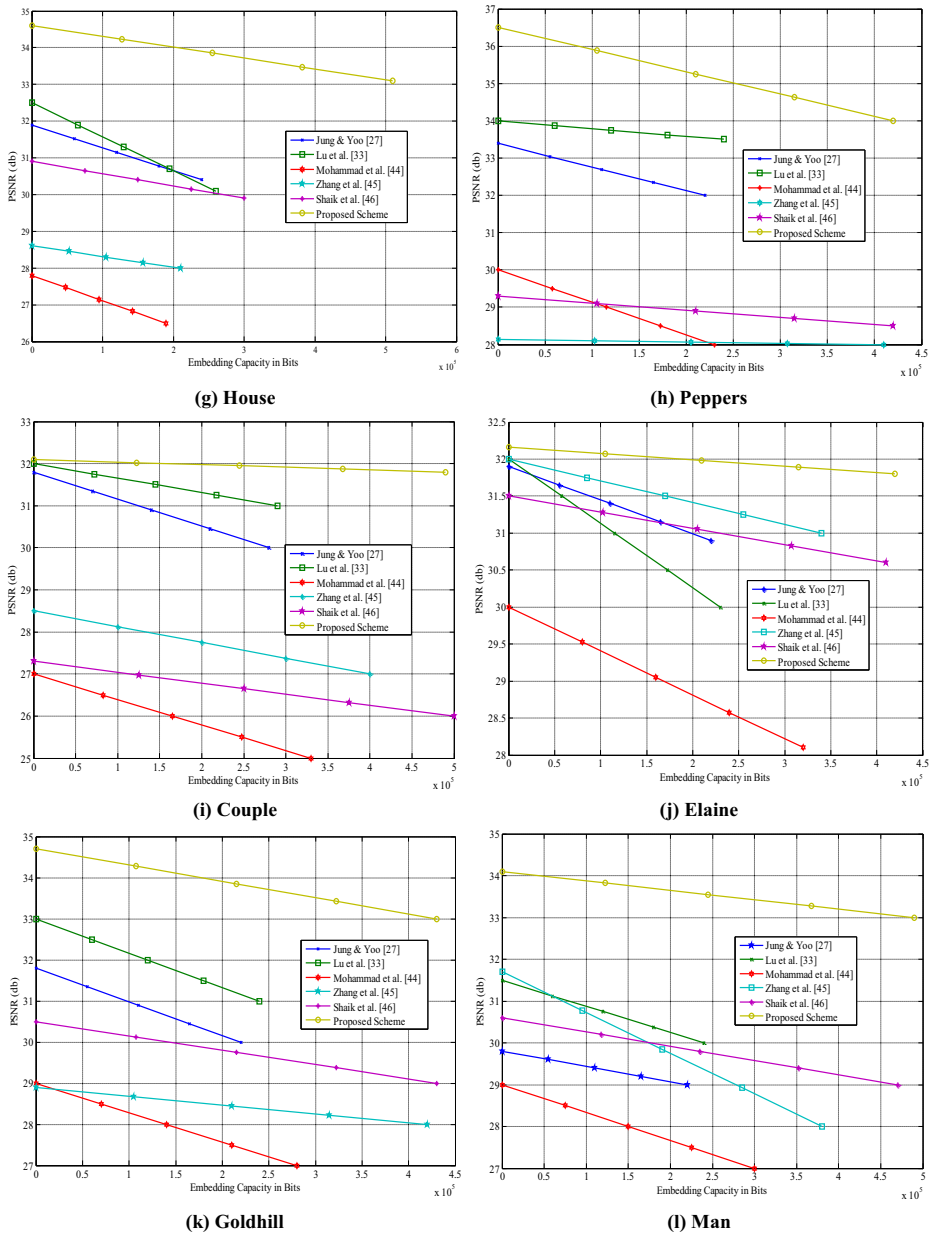 35
34
33
32
31
30
29
28
27
26
PSNR (db)
Jung & Yoo [27]
Lu et al. [33]
Mohammad et al. [44]
Zhang et al. [45]
Shaik et al. [46]
Proposed Scheme
0 1 2 3 4 5 6
Embedding Capacity in Bits
x 10^5
(g) House
37
36
35
34
33
32
31
30
29
28
PSNR (db)
Jung & Yoo [27]
Lu et al. [33]
Mohammad et al. [44]
Zhang et al. [45]
Shaik et al. [46]
Proposed Scheme
0 0.5 1 1.5 2 2.5 3 3.5 4 4.5
Embedding Capacity in Bits
x 10^5
(h) Peppers
33
32
31
30
29
28
27
26
25
PSNR (db)
Jung & Yoo [27]
Lu et al. [33]
Mohammad et al. [44]
Zhang et al. [45]
Shaik et al. [46]
Proposed Scheme
0 0.5 1 1.5 2 2.5 3 3.5 4 4.5 5
Embedding Capacity in Bits
x 10^5
(i) Couple
32.5
32
31.5
31
30.5
30
29.5
29
28.5
28
PSNR (db)
Jung & Yoo [27]
Lu et al. [33]
Mohammad et al. [44]
Zhang et al. [45]
Shaik et al. [46]
Proposed Scheme
0 0.5 1 1.5 2 2.5 3 3.5 4 4.5
Embedding Capacity in Bits
x 10^5
(j) Elaine
35
34
33
32
31
30
29
28
27
PSNR (db)
Jung & Yoo [27]
Lu et al. [33]
Mohammad et al. [44]
Zhang et al. [45]
Shaik et al. [46]
Proposed Scheme
0 0.5 1 1.5 2 2.5 3 3.5 4 4.5
Embedding Capacity in Bits
x 10^5
(k) Goldhill
35
34
33
32
31
30
29
28
27
PSNR (db)
Jung & Yoo [27]
Lu et al. [33]
Mohammad et al. [44]
Zhang et al. [45]
Shaik et al. [46]
Proposed Scheme
0 0.5 1 1.5 2 2.5 3 3.5 4 4.5 5
Embedding Capacity in Bits
x 10^5
(l) Man